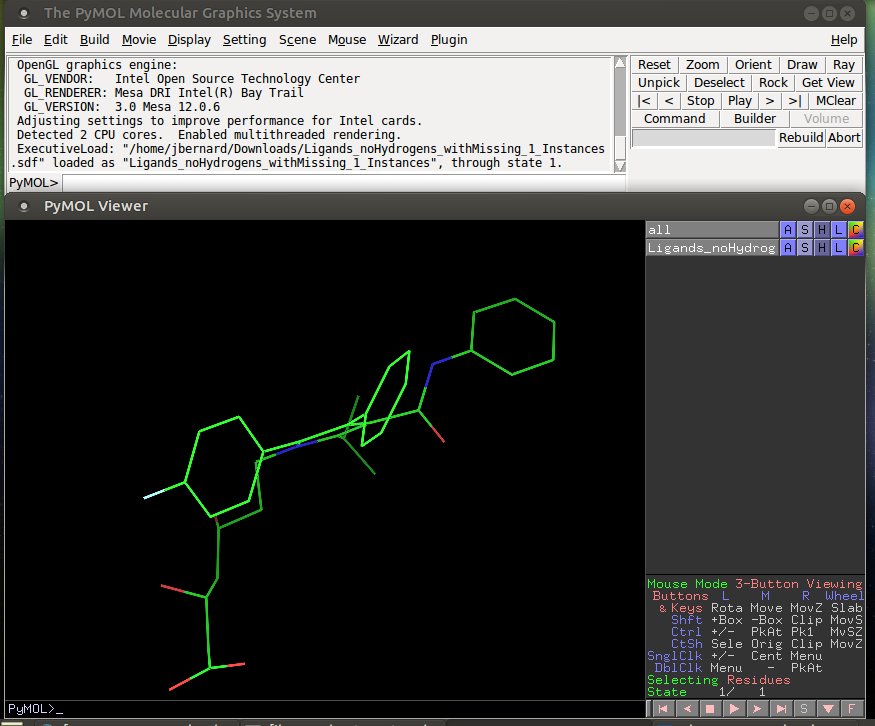 The PyMOL Molecular Graphics System
File Edit Build Movie Display Setting Scene Mouse Wizard Plugin Help
OpenGL graphics engine:
GL_VENDOR: Intel Open Source Technology Center
GL_RENDERER: Mesa DRI Intel(R) Bay Trail
GL_VERSION: 3.0 Mesa 12.0.6
Adjusting settings to improve performance for Intel cards.
Detected 2 CPU cores. Enabled multithreaded rendering.
ExecutiveLoad: "/home/jbernard/Downloads/Ligands_noHydrogens_withMissing_1_Instances
.sdf" loaded as "Ligands_noHydrogens_withMissing_1_Instances", through state 1.
PyMOL>
Reset Zoom Orient Draw Ray
Unpick Deselect Rock Get View
|< < Stop Play > >| MClear
Command Builder Volume
Rebuild Abort
PyMOL Viewer
all A S H L C
Ligands_noHydrog A S H L C
Mouse Mode 3-Button Viewing
Buttons L M R Wheel
& Keys Rota Move MovZ Slab
Shft +Box -Box Clip MovS
Ctrl +/- PkAt Pk1 MvSZ
CtSh Sele Orig Clip MovZ
SnglClk +/- Cent Menu
DblClk Menu - PkAt
Selecting Residues
State 1/ 1
PyMOL>_
S F